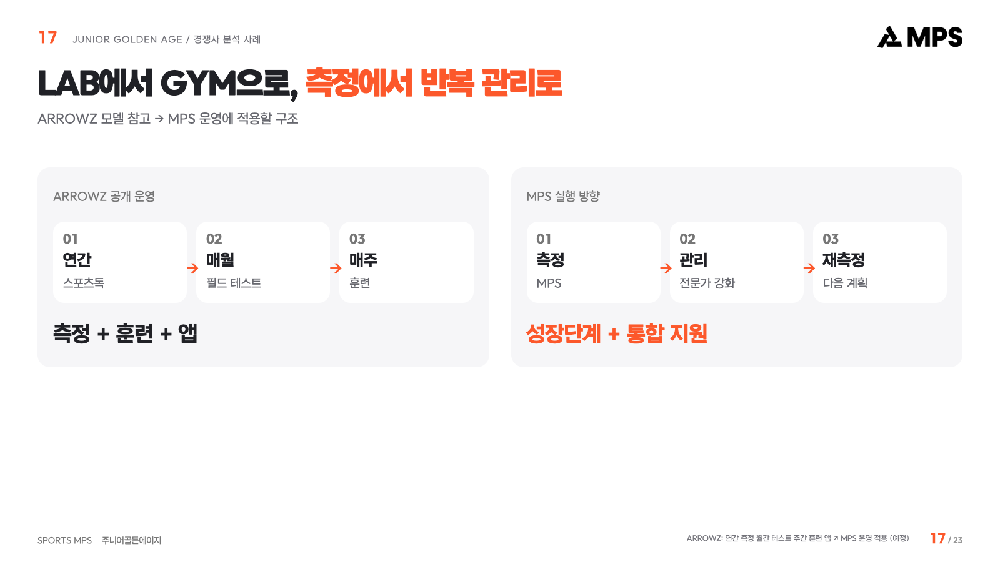 17 JUNIOR GOLDEN AGE / 경쟁사 분석 사례
MPS
LAB에서 GYM으로, 측정에서 반복 관리로
ARROWZ 모델 참고 → MPS 운영에 적용할 구조
ARROWZ 공개 운영
01
연간
스포츠독
→
02
매월
필드 테스트
→
03
매주
훈련
측정 + 훈련 + 앱
MPS 실행 방향
01
측정
MPS
→
02
관리
전문가 강화
→
03
재측정
다음 계획
성장단계 + 통합 지원
SPORTS MPS 주니어골든에이지
ARROWZ: 연간 측정 월간 테스트 주간 훈련 앱 ↗ MPS 운영 적용 (예정)
17 / 23